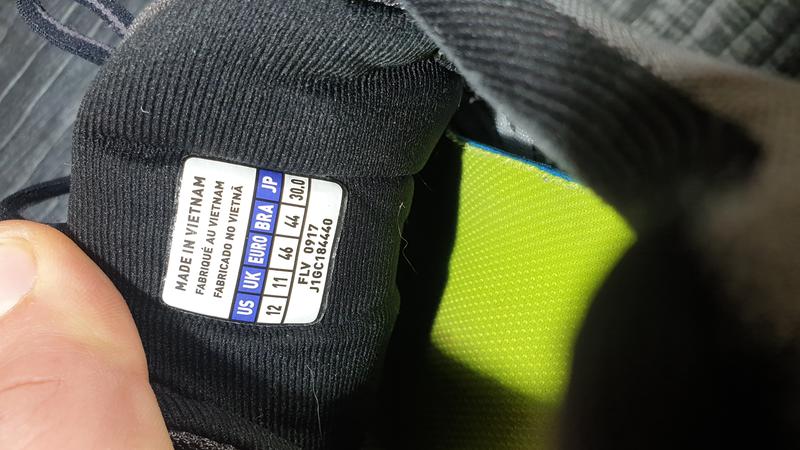 MADE IN VIETNAM
FABRIQUÉ AU VIETNAM
FABRICADO NO VIETNÃ
US UK EURO BRA JP
12 11 46 44 30.0
FLV 0917
J1GC184440